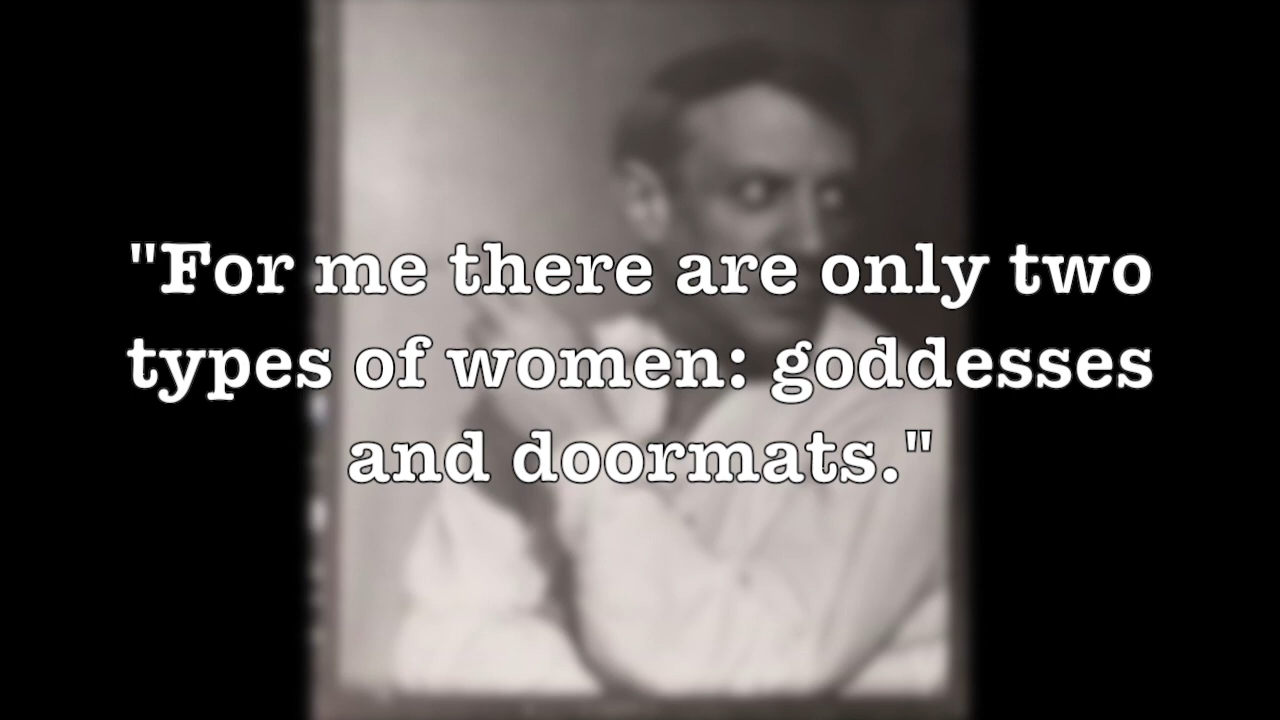 "For me there are only two
types of women: goddesses
and doormats."